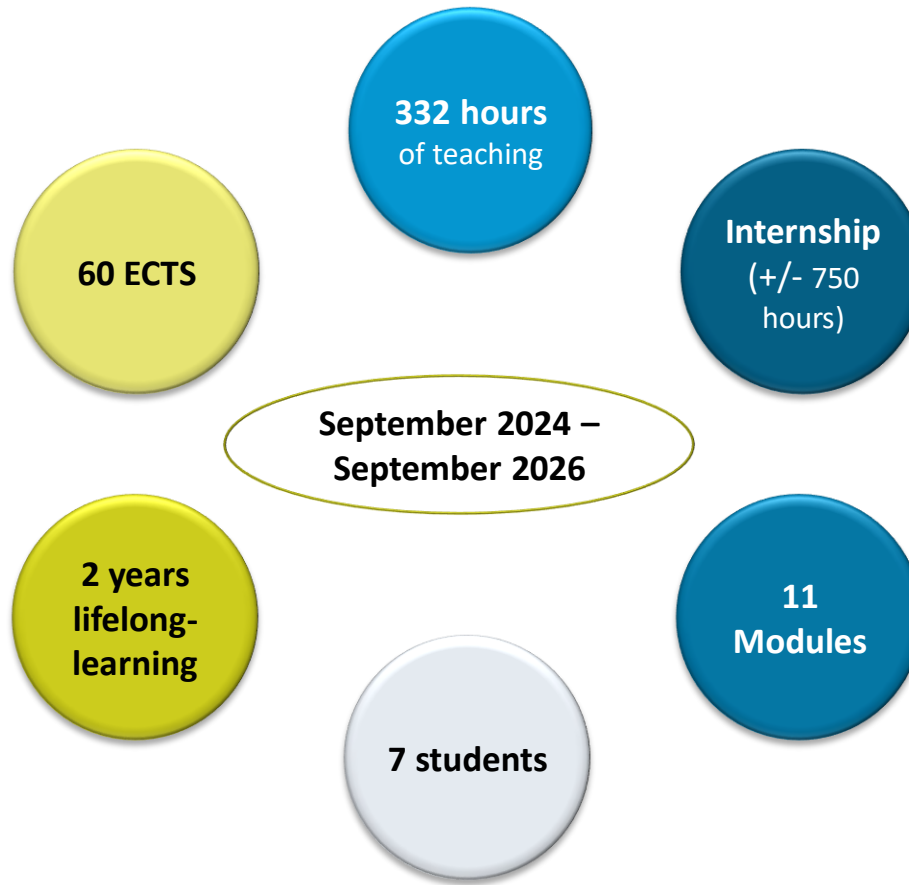 332 hours
of teaching
Internship
(+/- 750
hours)
11
Modules
7 students
2 years
lifelong-
learning
60 ECTS
September 2024 –
September 2026